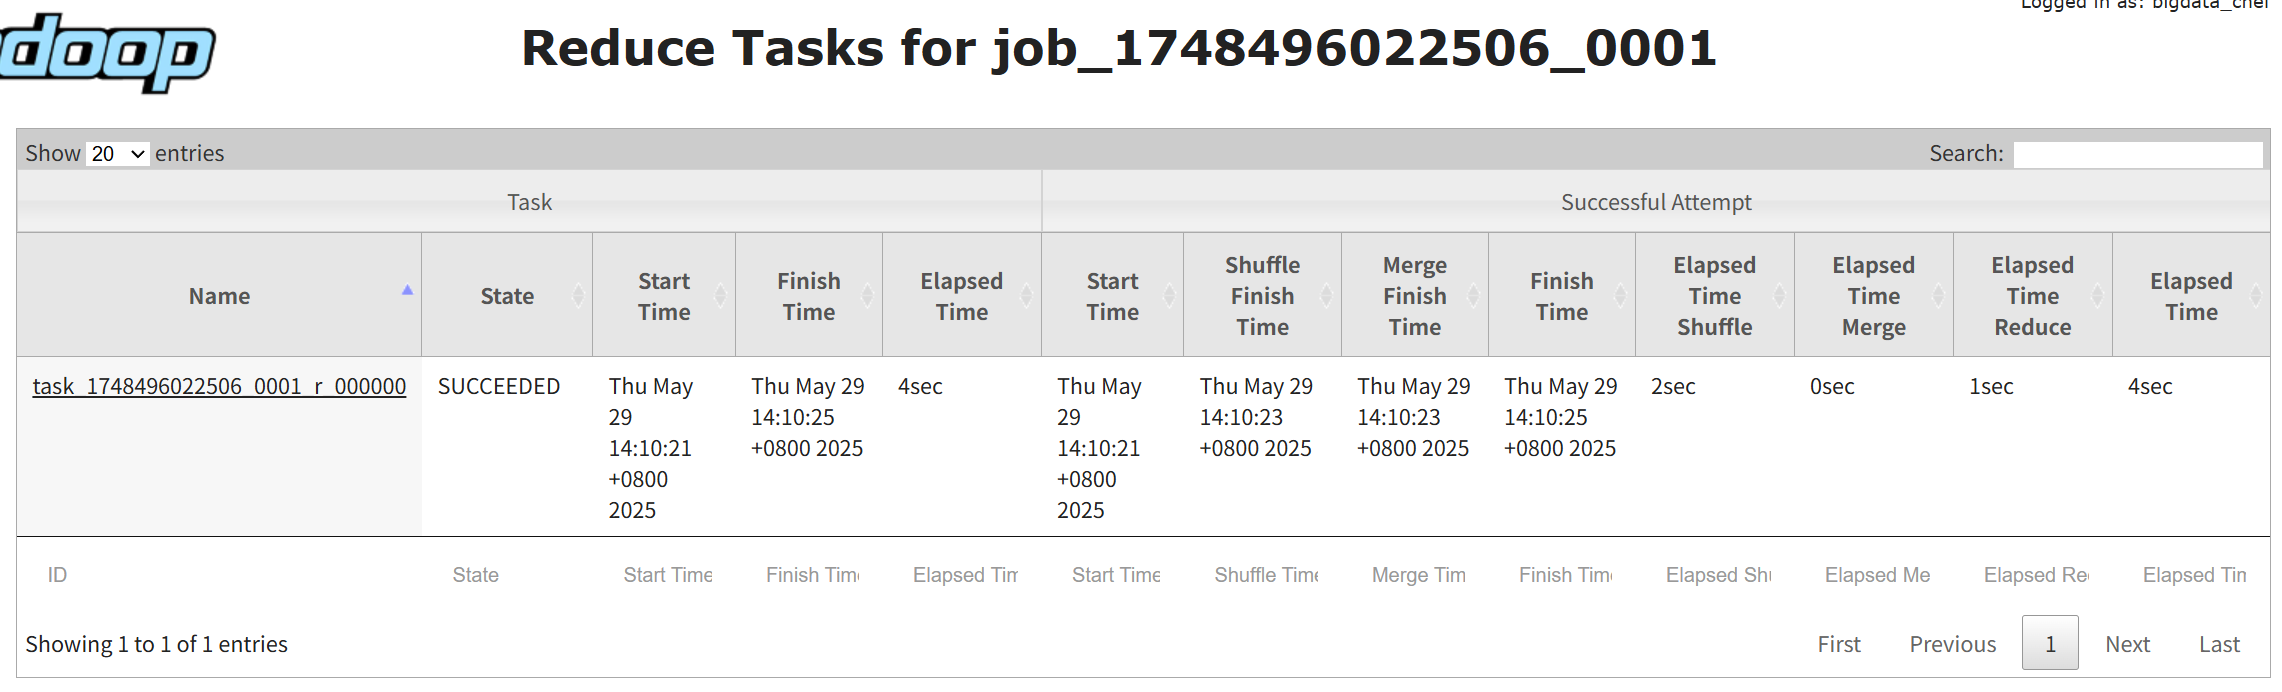 Logged in as: bigdata_chef
doop
Reduce Tasks for job_1748496022506_0001
Show 20 entries
Search:
Task
Successful Attempt
Name
State
Start Time
Finish Time
Elapsed Time
Start Time
Shuffle Finish Time
Merge Finish Time
Finish Time
Elapsed Time Shuffle
Elapsed Time Merge
Elapsed Time Reduce
Elapsed Time
task_1748496022506_0001_r_000000
SUCCEEDED
Thu May 29 14:10:21 +0800 2025
Thu May 29 14:10:25 +0800 2025
4sec
Thu May 29 14:10:21 +0800 2025
Thu May 29 14:10:23 +0800 2025
Thu May 29 14:10:23 +0800 2025
Thu May 29 14:10:25 +0800 2025
2sec
0sec
1sec
4sec
ID
State
Start Time
Finish Tim
Elapsed Tim
Start Time
Shuffle Time
Merge Tim
Finish Tim
Elapsed Shu
Elapsed Me
Elapsed Re
Elapsed Tim
Showing 1 to 1 of 1 entries
First
Previous
1
Next
Last